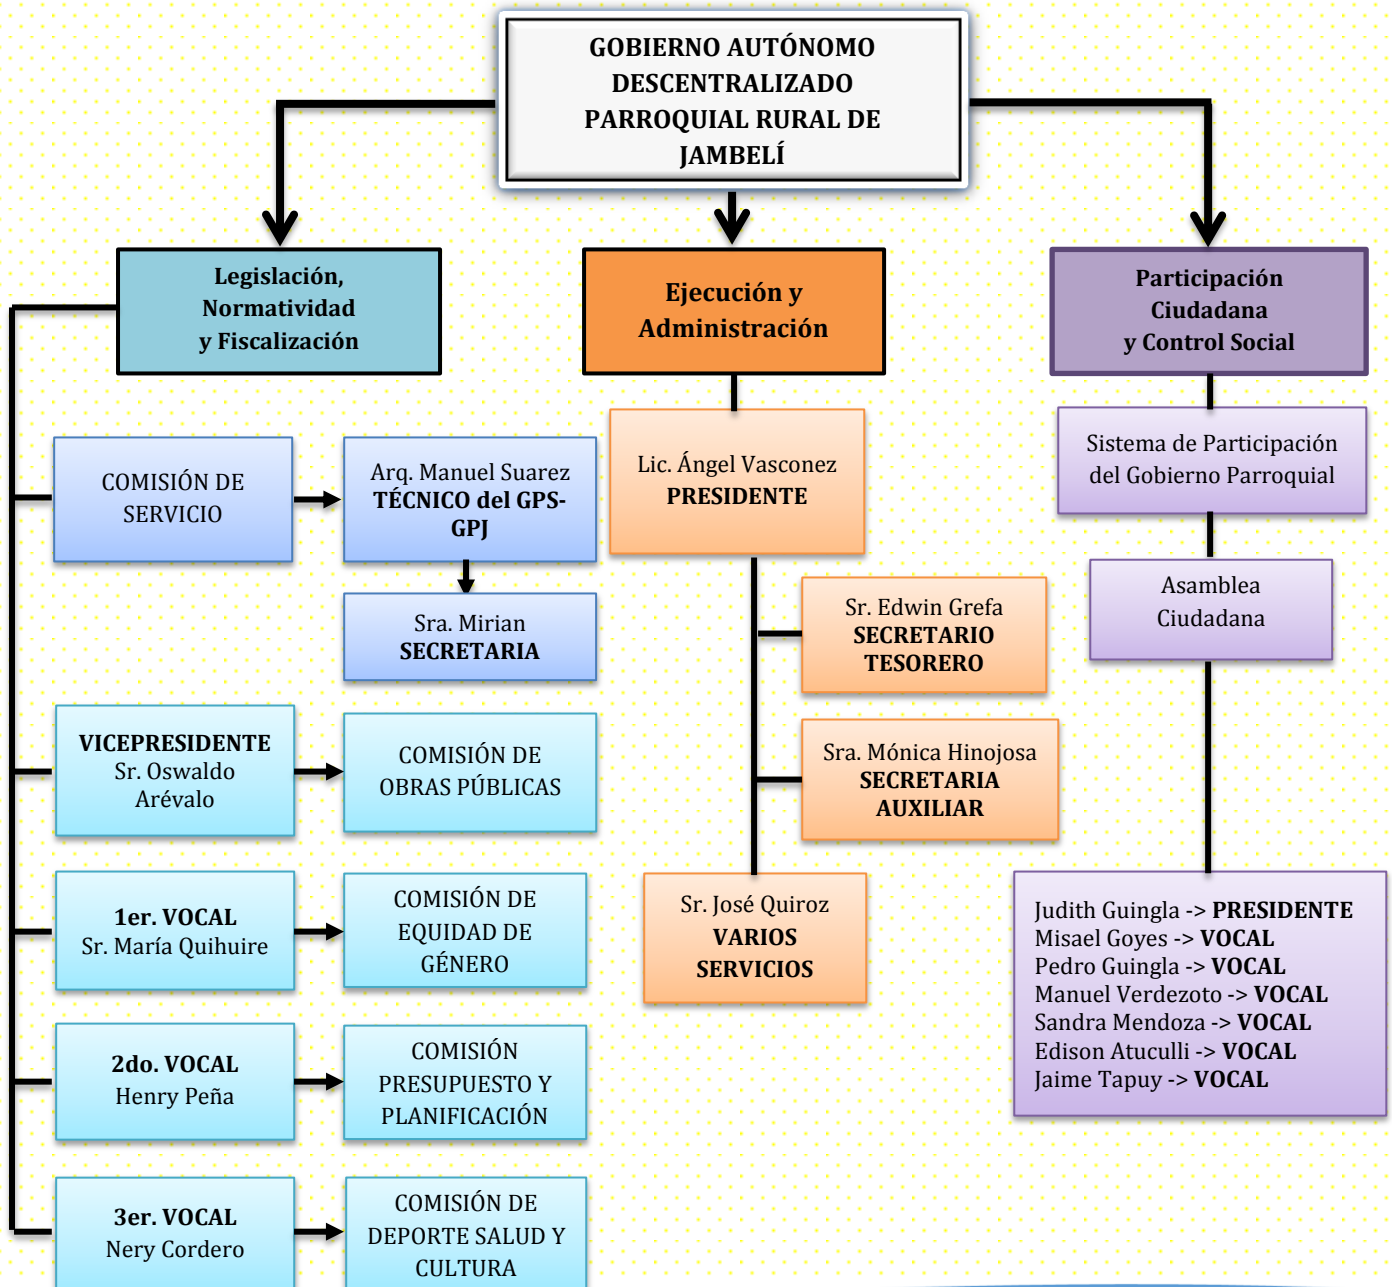 GOBIERNO AUTÓNOMO
DESCENTRALIZADO
PARROQUIAL RURAL DE
JAMBELÍ
Legislación,
Normatividad
y Fiscalización
COMISIÓN DE
SERVICIO
Arq. Manuel Suarez
TÉCNICO del GPS-
GPJ
Sra. Mirian
SECRETARIA
VICEPRESIDENTE
Sr. Oswaldo
Arévalo
COMISIÓN DE
OBRAS PÚBLICAS
1er. VOCAL
Sr. María Quihuire
COMISIÓN DE
EQUIDAD DE
GÉNERO
2do. VOCAL
Henry Peña
COMISIÓN
PRESUPUESTO Y
PLANIFICACIÓN
3er. VOCAL
Nery Cordero
COMISIÓN DE
DEPORTE SALUD Y
CULTURA
Ejecución y
Administración
Lic. Ángel Vasconez
PRESIDENTE
Sr. Edwin Grefa
SECRETARIO
TESORERO
Sra. Mónica Hinojosa
SECRETARIA
AUXILIAR
Sr. José Quiroz
VARIOS
SERVICIOS
Participación
Ciudadana
y Control Social
Sistema de Participación
del Gobierno Parroquial
Asamblea
Ciudadana
Judith Guingla -> PRESIDENTE
Misael Goyes -> VOCAL
Pedro Guingla -> VOCAL
Manuel Verdezoto -> VOCAL
Sandra Mendoza -> VOCAL
Edison Atuculli -> VOCAL
Jaime Tapuy -> VOCAL